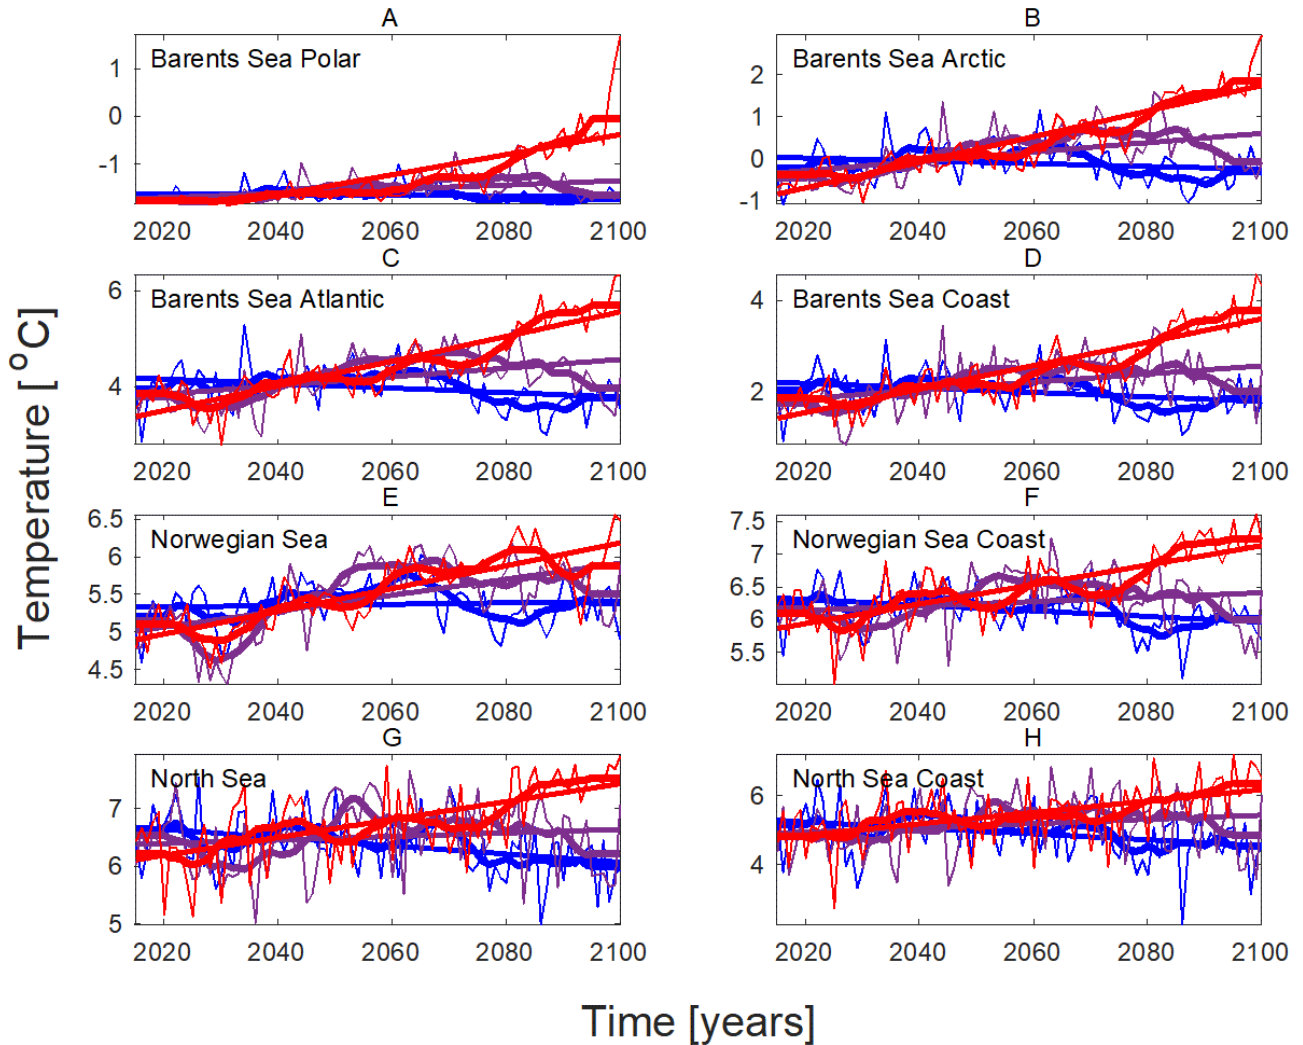 A
Barents Sea Polar
1
0
-1
2020 2040 2060 2080 2100
B
Barents Sea Arctic
2
1
0
-1
2020 2040 2060 2080 2100
C
Barents Sea Atlantic
6
4
2020 2040 2060 2080 2100
D
Barents Sea Coast
4
2
2020 2040 2060 2080 2100
E
Norwegian Sea
6.5
6
5.5
5
4.5
2020 2040 2060 2080 2100
F
Norwegian Sea Coast
7.5
7
6.5
6
5.5
2020 2040 2060 2080 2100
G
North Sea
7
6
5
2020 2040 2060 2080 2100
H
North Sea Coast
6
4
2020 2040 2060 2080 2100
Temperature [ °C]
Time [years]